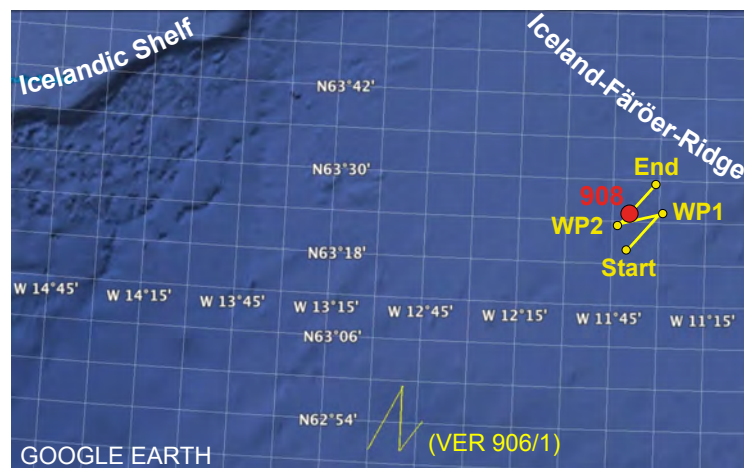 Icelandic Shelf
Iceland-Färöer-Ridge
N63°42'
N63°30'
End
908
WP1
WP2
N63°18'
Start
W 14°45'
W 14°15'
W 13°45'
W 13°15'
W 12°45'
W 12°15'
W 11°45'
W 11°15'
N63°06'
N62°54'
(VER 906/1)
GOOGLE EARTH